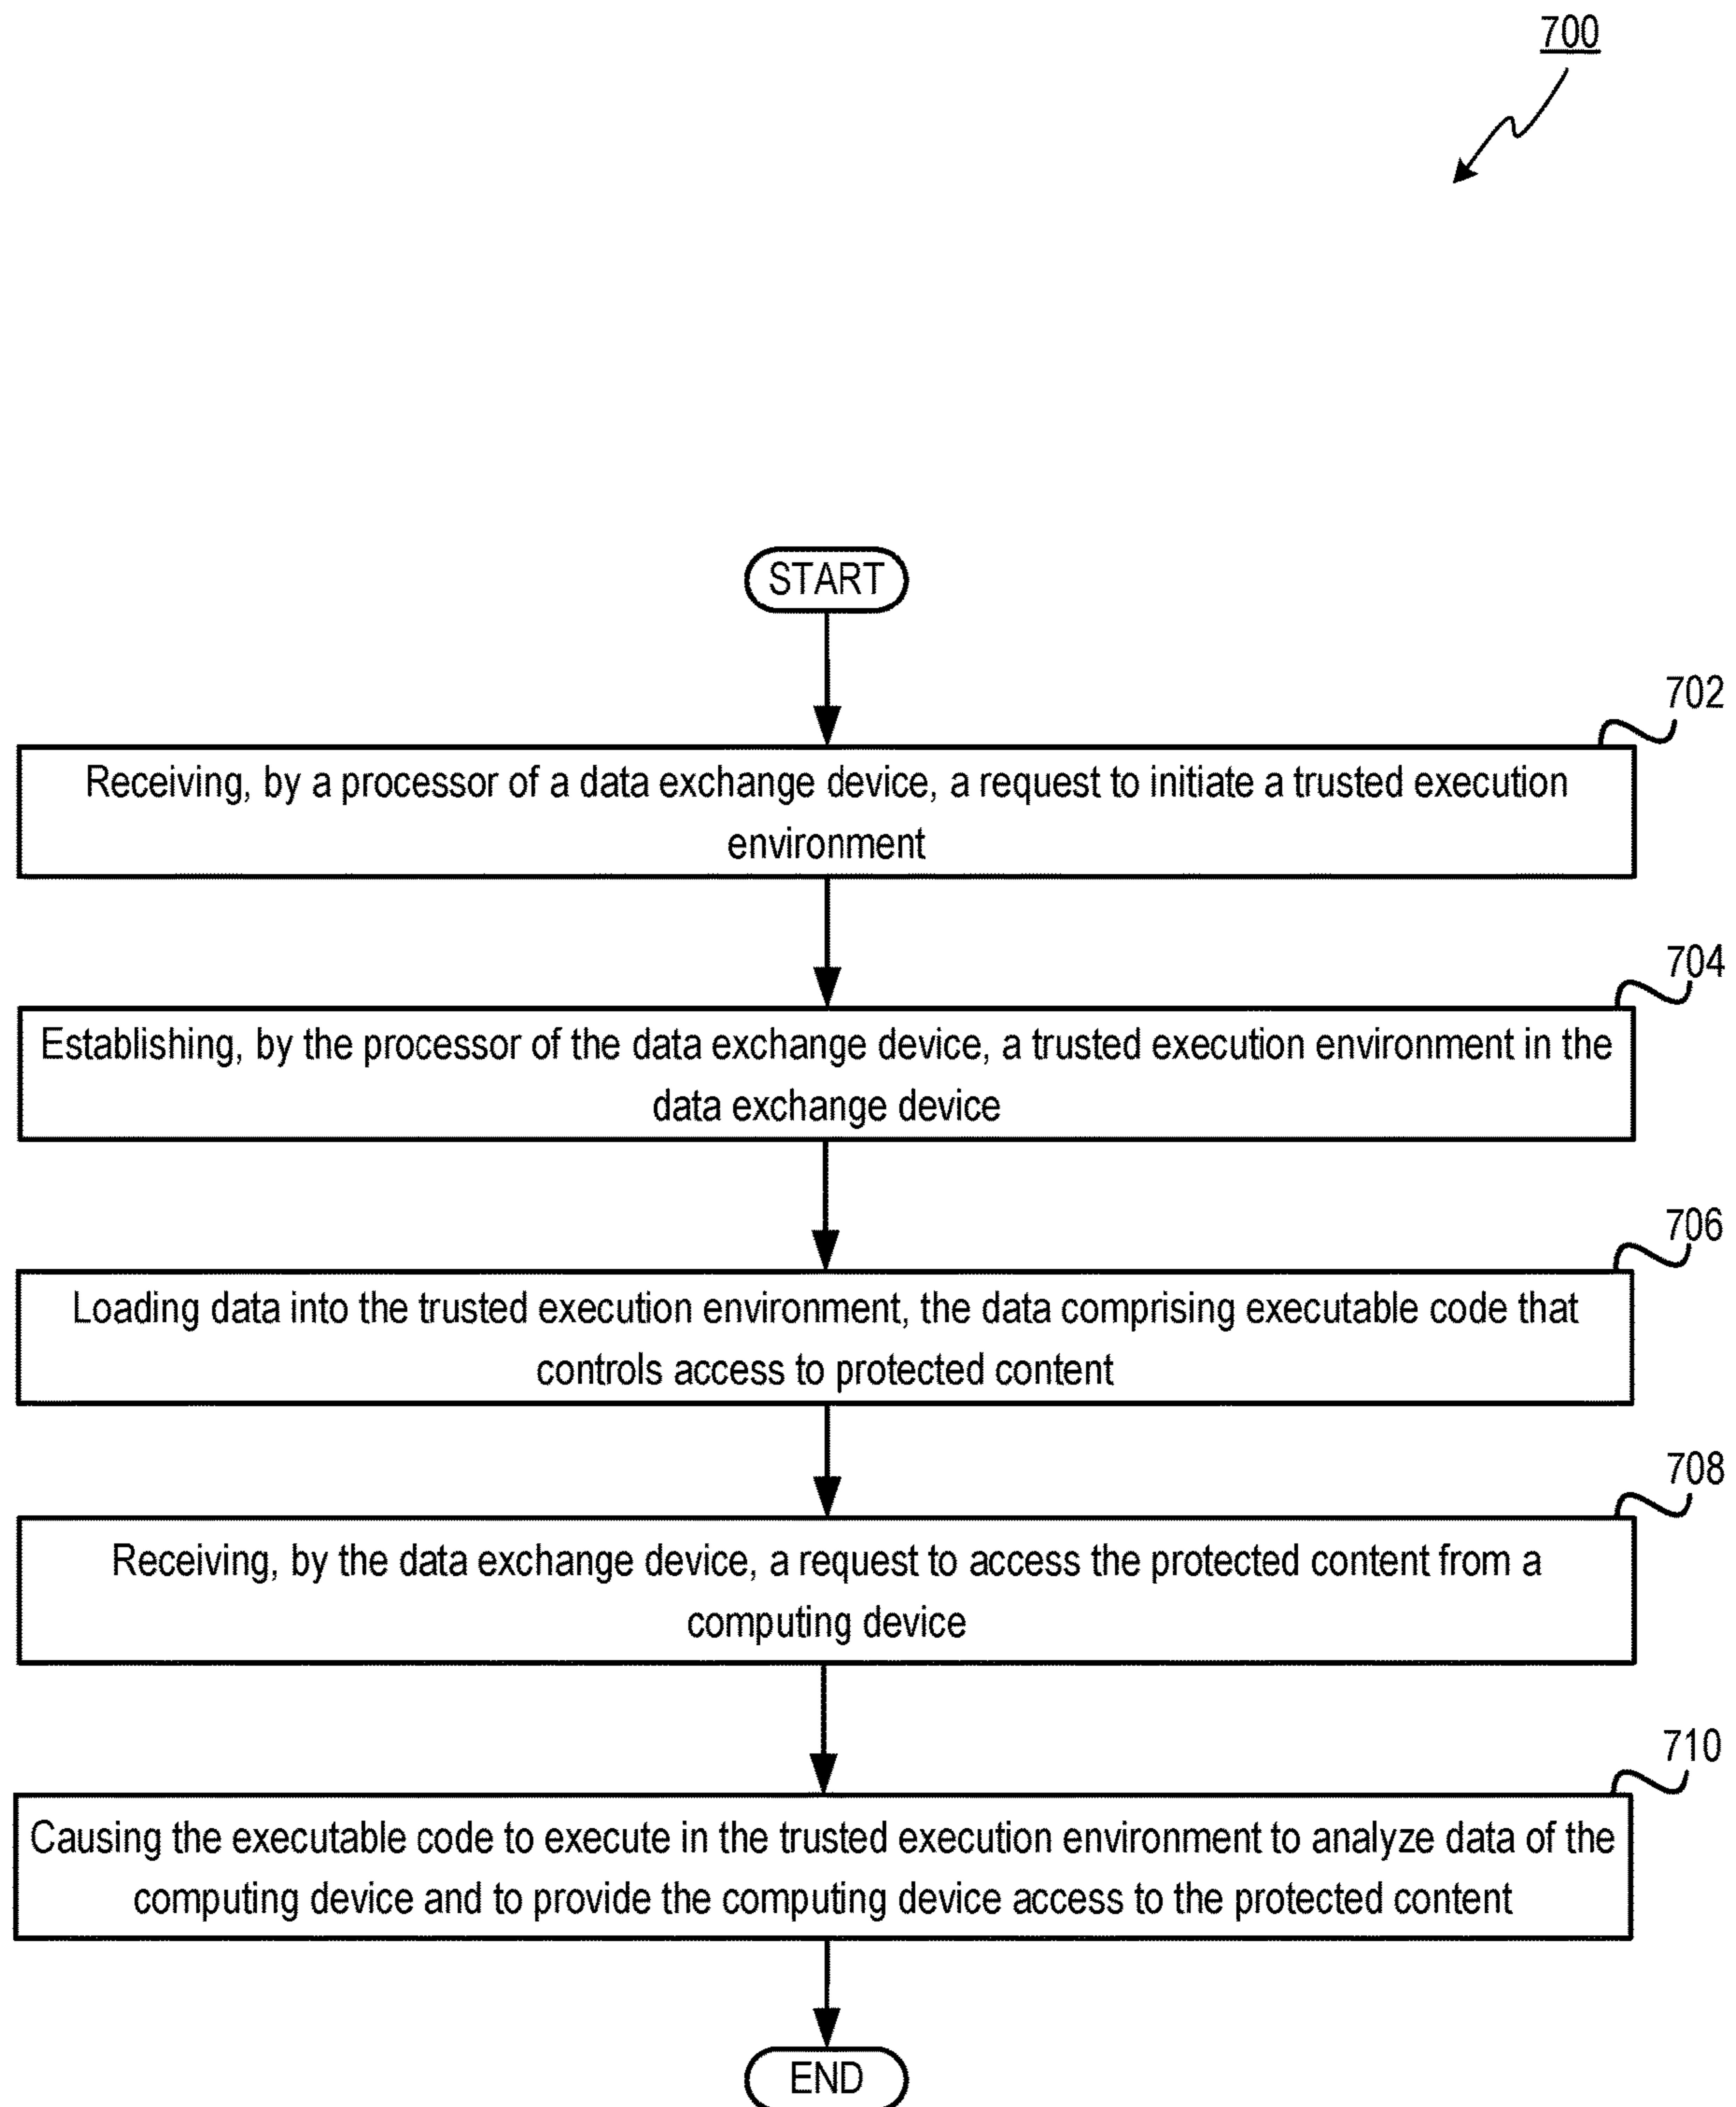 700
START
702
Receiving, by a processor of a data exchange device, a request to initiate a trusted execution
environment
704
Establishing, by the processor of the data exchange device, a trusted execution environment in the
data exchange device
706
Loading data into the trusted execution environment, the data comprising executable code that
controls access to protected content
708
Receiving, by the data exchange device, a request to access the protected content from a
computing device
710
Causing the executable code to execute in the trusted execution environment to analyze data of the
computing device and to provide the computing device access to the protected content
END